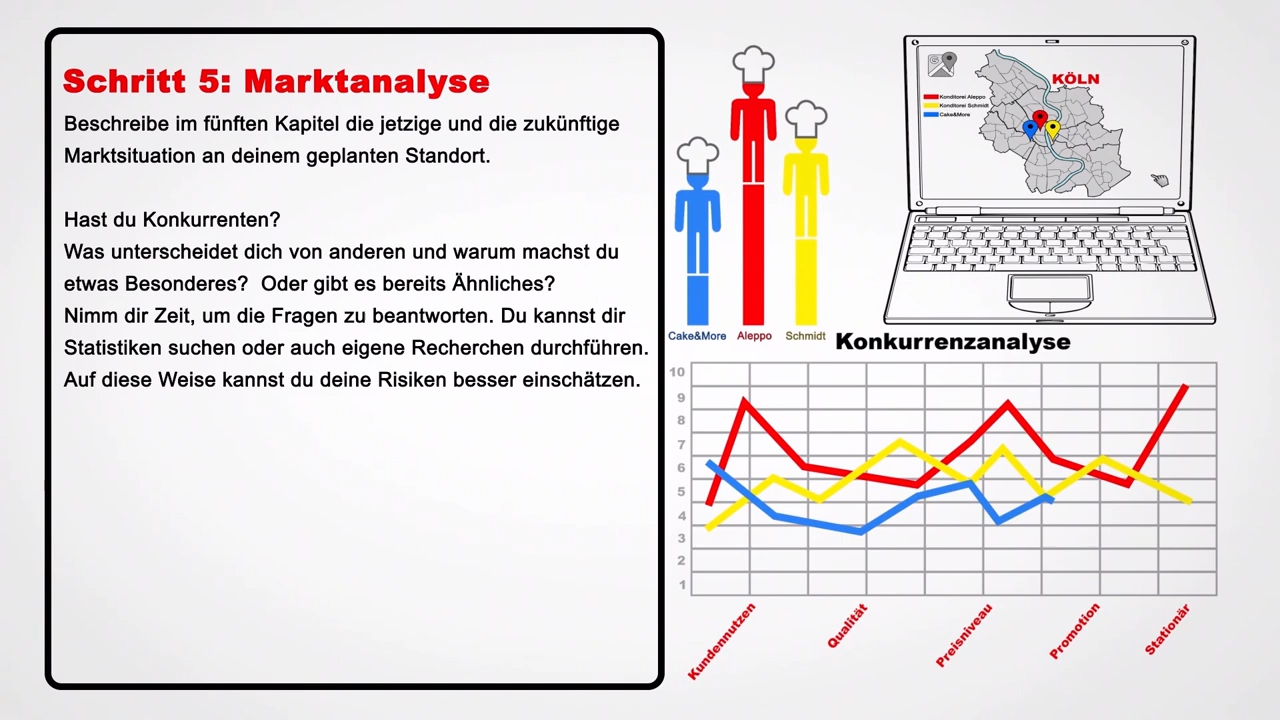 Schritt 5: Marktanalyse
Beschreibe im fünften Kapitel die jetzige und die zukünftige
Marktsituation an deinem geplanten Standort.
Hast du Konkurrenten?
Was unterscheidet dich von anderen und warum machst du
etwas Besonderes?  Oder gibt es bereits Ähnliches?
Nimm dir Zeit, um die Fragen zu beantworten. Du kannst dir
Statistiken suchen oder auch eigene Recherchen durchführen.
Auf diese Weise kannst du deine Risiken besser einschätzen.
Cake&More Aleppo Schmidt
G
KÖLN
Konditorei Aleppo
Konditorei Schmidt
Cake&More
Konkurrenzanalyse
10
9
8
7
6
5
4
3
2
1
Kundennutzen
Qualität
Preisniveau
Promotion
Stationär